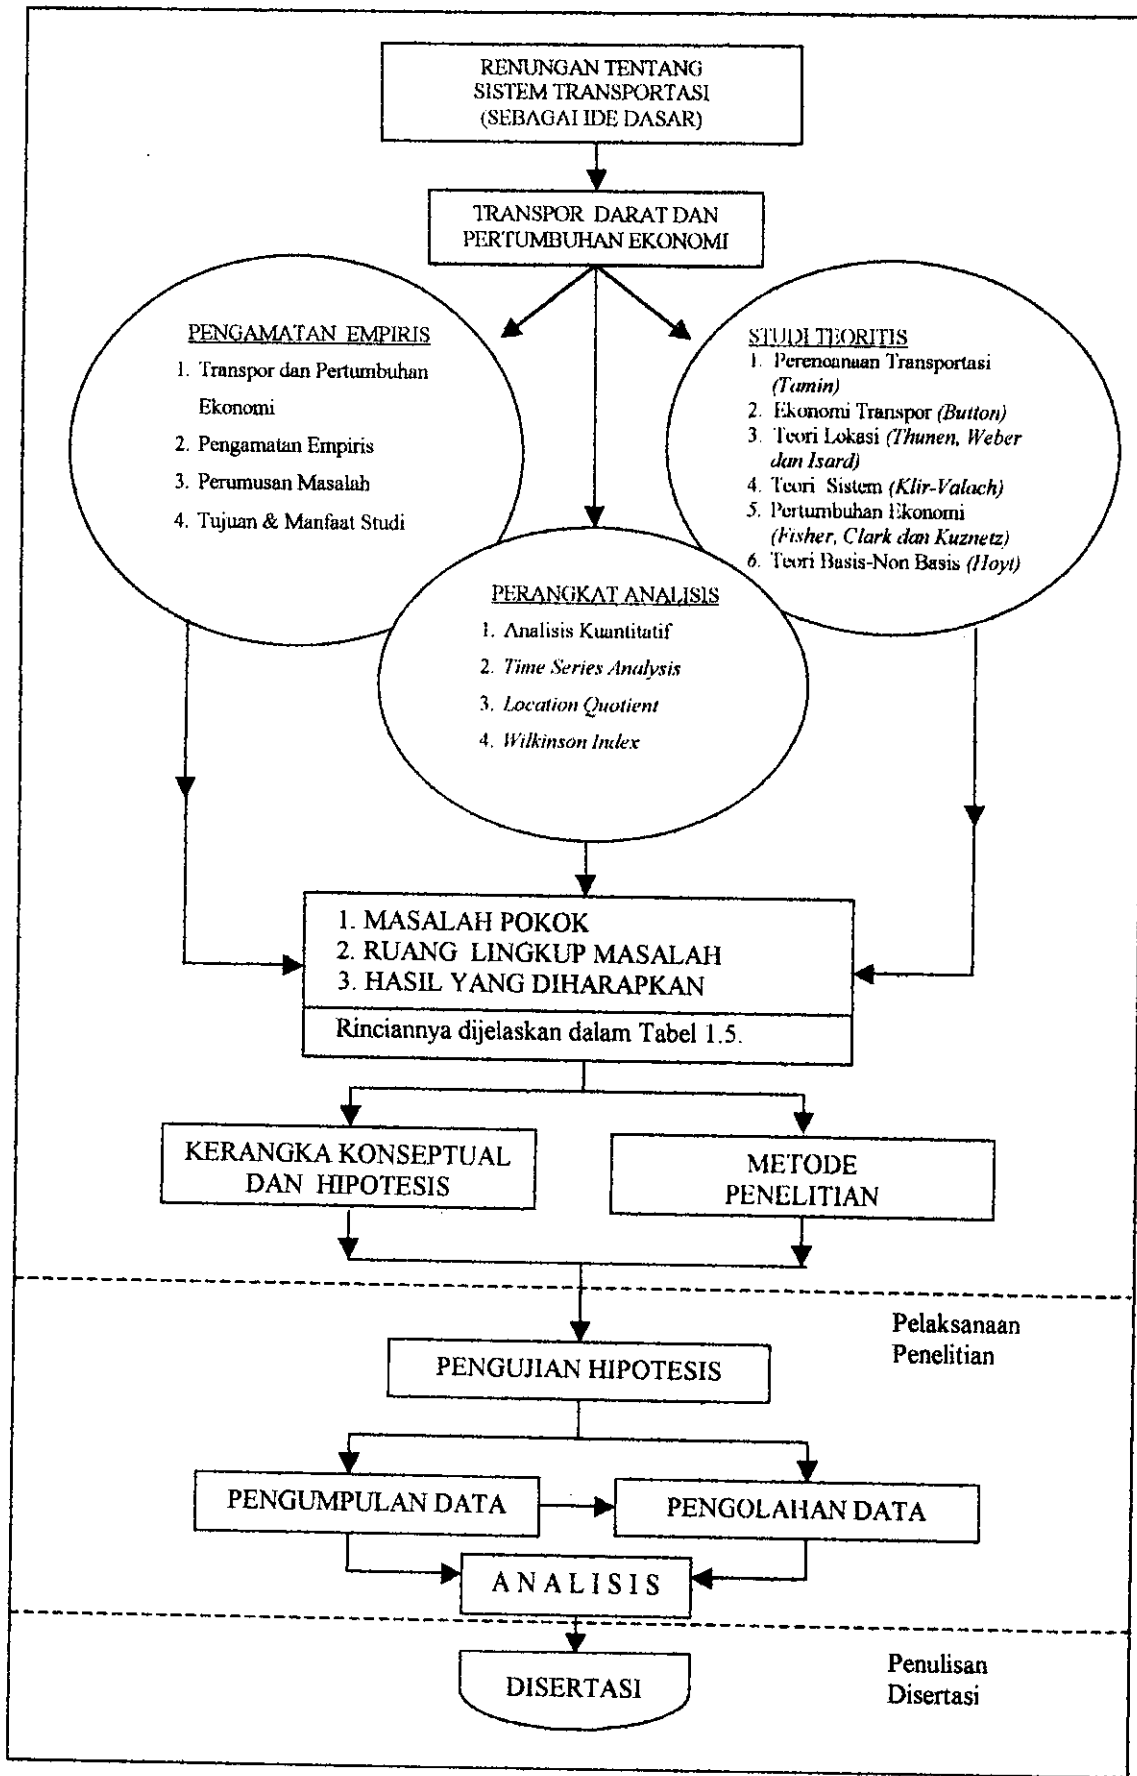 RENUNGAN TENTANG
SISTEM TRANSPORTASI
(SEBAGAI IDE DASAR)
TRANSPOR DARAT DAN
PERTUMBUHAN EKONOMI
PENGAMATAN EMPIRIS
1. Transpor dan Pertumbuhan
Ekonomi
2. Pengamatan Empiris
3. Perumusan Masalah
4. Tujuan & Manfaat Studi
STUDI TEORITIS
1. Perencanaan Transportasi
(Tamin)
2. Ekonomi Transpor (Button)
3. Teori Lokasi (Thunen, Weber
dan Isard)
4. Teori Sistem (Klir-Valach)
5. Pertumbuhan Ekonomi
(Fisher, Clark dan Kuznetz)
6. Teori Basis-Non Basis (Hoyt)
PERANGKAT ANALISIS
1. Analisis Kuantitatif
2. Time Series Analysis
3. Location Quotient
4. Wilkinson Index
1. MASALAH POKOK
2. RUANG LINGKUP MASALAH
3. HASIL YANG DIHARAPKAN
Rinciannya dijelaskan dalam Tabel 1.5.
KERANGKA KONSEPTUAL
DAN HIPOTESIS
METODE
PENELITIAN
Pelaksanaan
Penelitian
PENGUJIAN HIPOTESIS
PENGUMPULAN DATA
PENGOLAHAN DATA
A N A L I S I S
DISERTASI
Penulisan
Disertasi